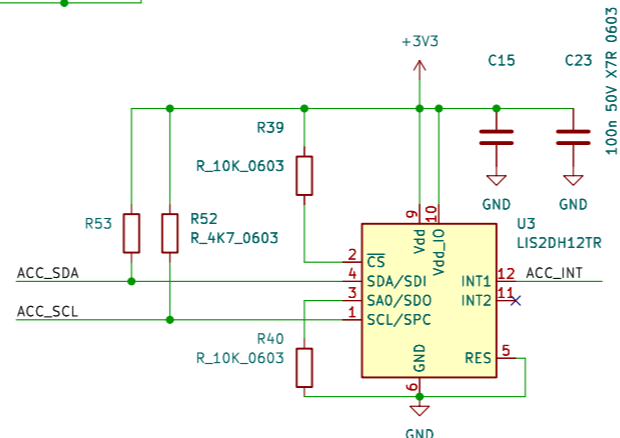 +3V3
C15
C23
100n 50V X7R 0603
R39
R_10K_0603
GND
GND
R53
R52
R_4K7_0603
9
10
U3
LIS2DH12TR
Vdd
Vdd_IO
2
CS
ACC_SDA
4
SDA/SDI
INT1
12
ACC_INT
3
SA0/SDO
INT2
11
ACC_SCL
1
SCL/SPC
R40
R_10K_0603
GND
RES
5
6
GND